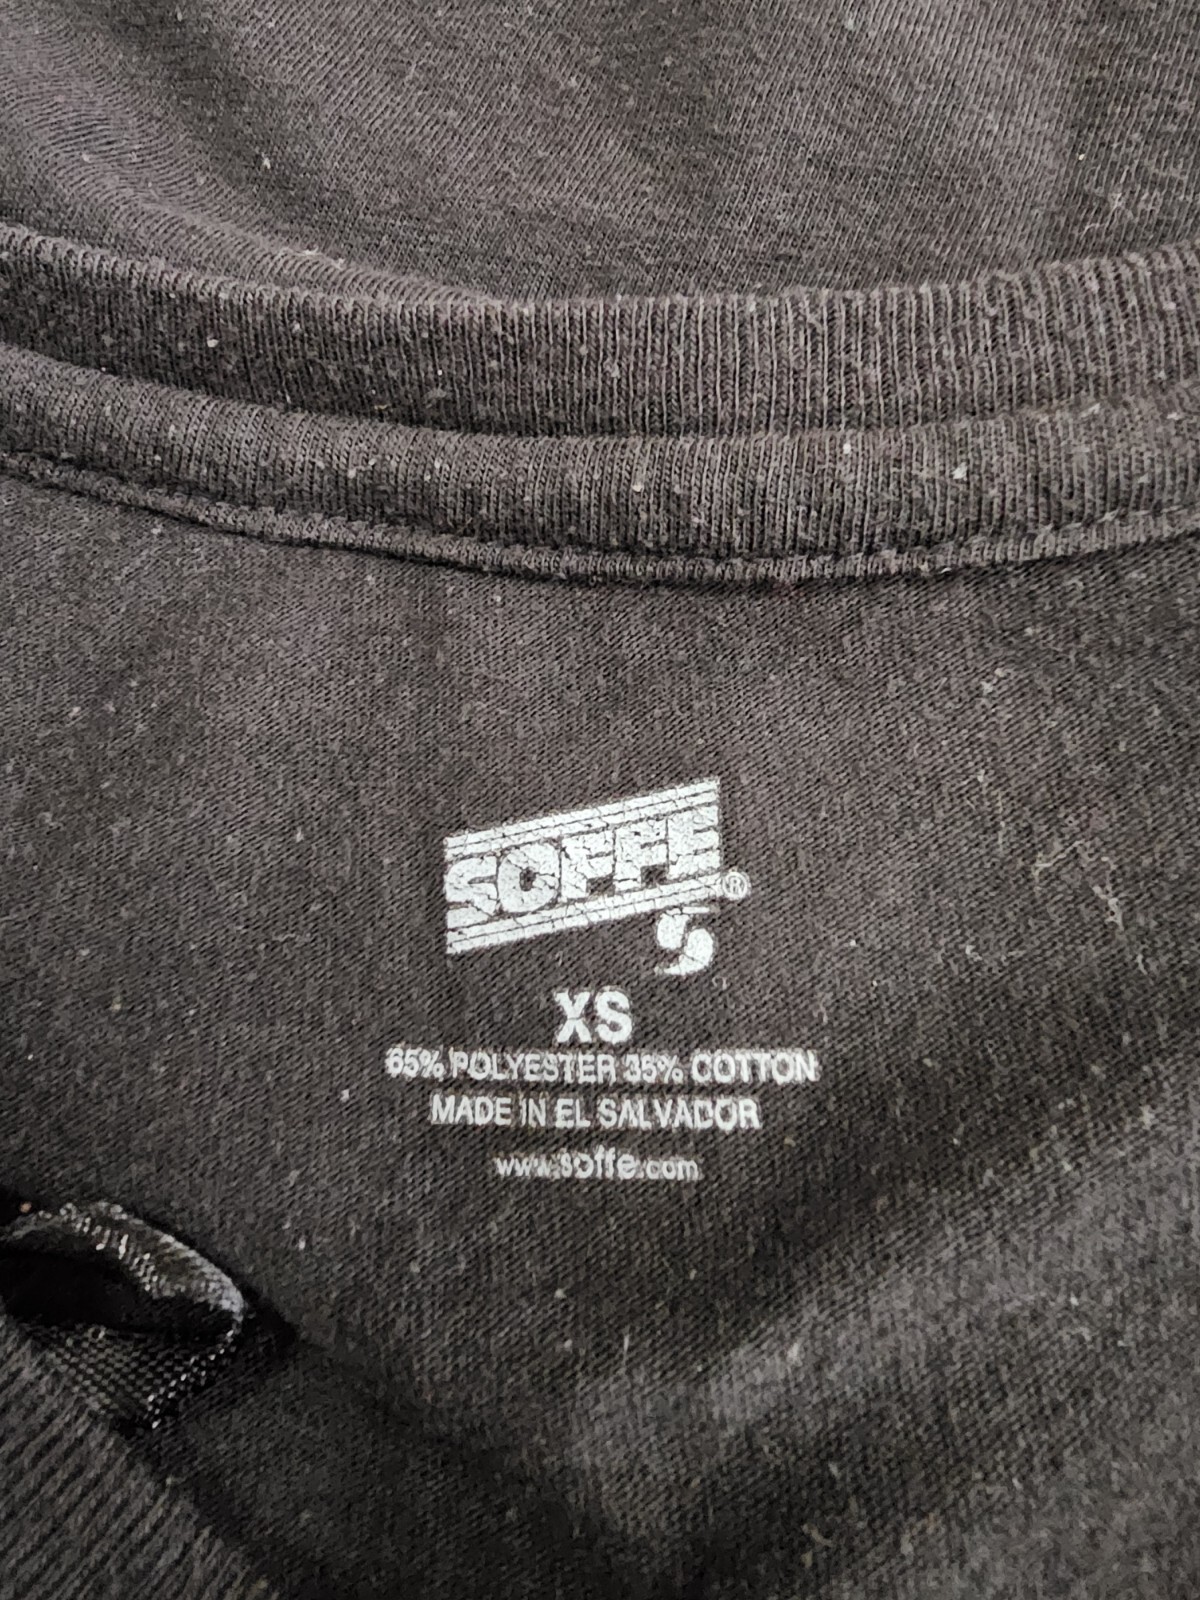 SOFFE®
XS
65% POLYESTER 35% COTTON
MADE IN EL SALVADOR
www.soffe.com